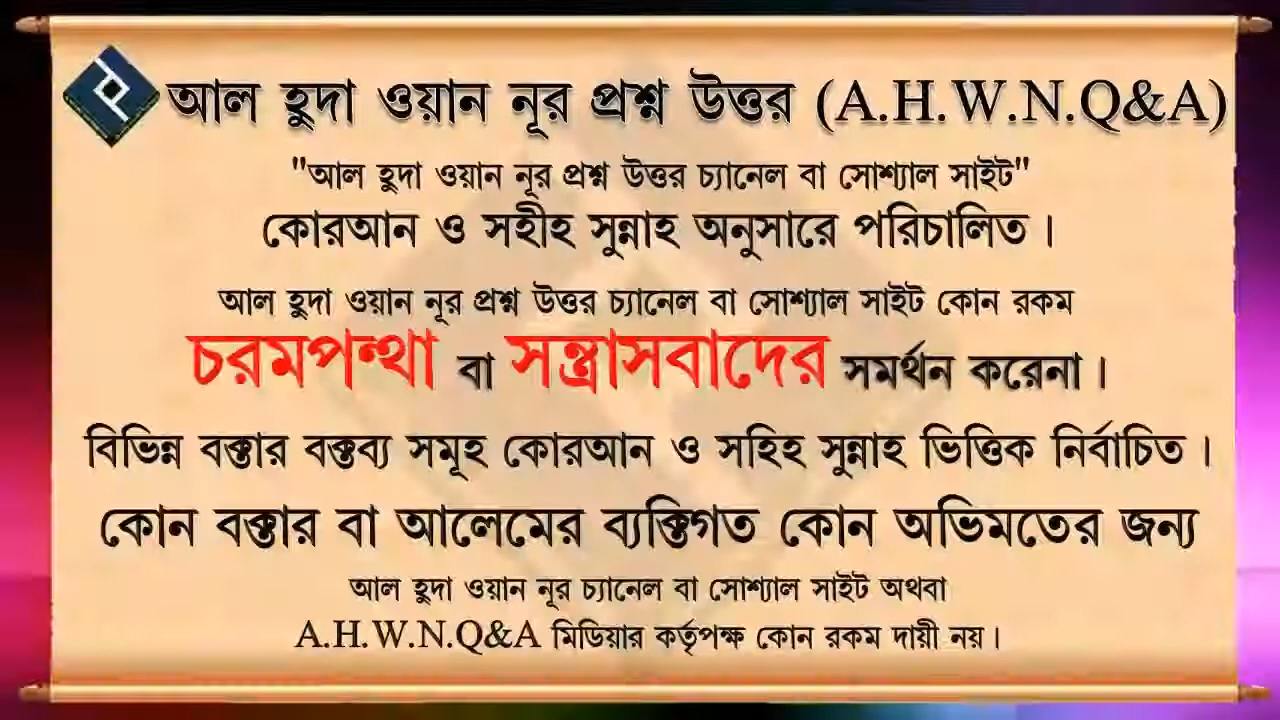 আল হুদা ওয়ান নূর প্রশ্ন উত্তর (A.H.W.N.Q&A)
"আল হুদা ওয়ান নূর প্রশ্ন উত্তর চ্যানেল বা সোশ্যাল সাইট"
কোরআন ও সহীহ সুন্নাহ অনুসারে পরিচালিত।
আল হুদা ওয়ান নূর প্রশ্ন উত্তর চ্যানেল বা সোশ্যাল সাইট কোন রকম
চরমপন্থা বা সন্ত্রাসবাদের সমর্থন করেনা।
বিভিন্ন বক্তার বক্তব্য সমূহ কোরআন ও সহিহ সুন্নাহ ভিত্তিক নির্বাচিত।
কোন বক্তার বা আলেমের ব্যক্তিগত কোন অভিমতের জন্য
আল হুদা ওয়ান নূর চ্যানেল বা সোশ্যাল সাইট অথবা
A.H.W.N.Q&A মিডিয়ার কর্তৃপক্ষ কোন রকম দায়ী নয়।